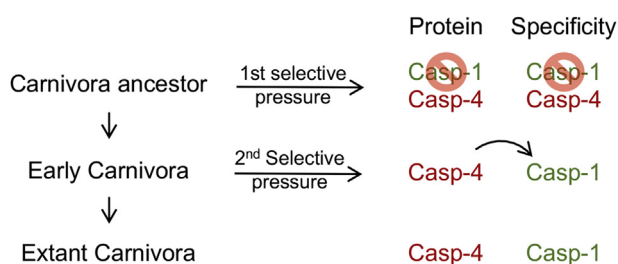 Protein Specificity
Casp-1 Casp-1
Carnivora ancestor 1st selective pressure Casp-4 Casp-4
Early Carnivora 2nd Selective pressure Casp-4 Casp-1
Extant Carnivora Casp-4 Casp-1